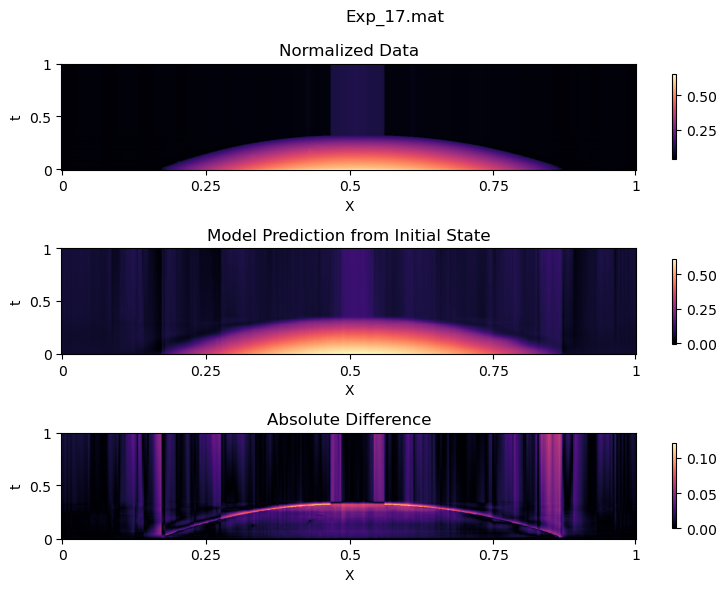 Exp_17.mat
Normalized Data
1
0.5
0
t
0 0.25 0.5 0.75 1
X
0.50
0.25
Model Prediction from Initial State
1
0.5
0
t
0 0.25 0.5 0.75 1
X
0.50
0.25
0.00
Absolute Difference
1
0.5
0
t
0 0.25 0.5 0.75 1
X
0.10
0.05
0.00